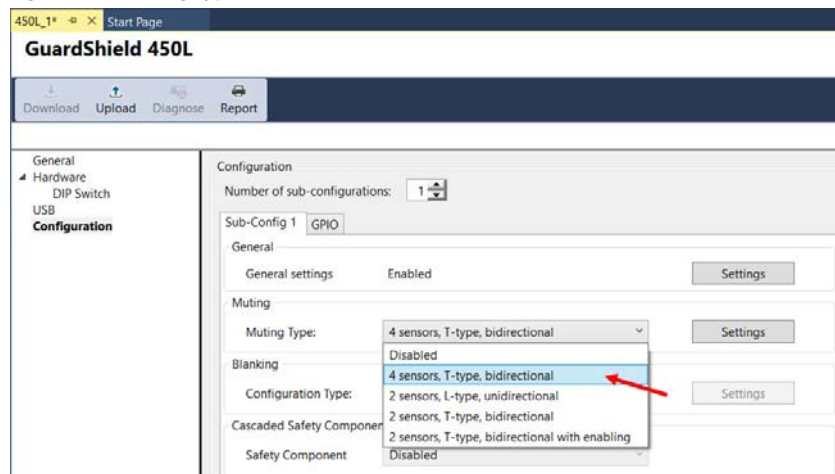 450L_1* Start Page
GuardShield 450L
Download Upload Diagnose Report
General
Hardware
DIP Switch
USB
Configuration
Configuration
Number of sub-configurations: 1
Sub-Config 1 GPIO
General
General settings Enabled Settings
Muting
Muting Type: 4 sensors, T-type, bidirectional Settings
Disabled
Blanking
4 sensors, T-type, bidirectional
Configuration Type: 2 sensors, L-type, unidirectional Settings
2 sensors, T-type, bidirectional
Cascaded Safety Componen
2 sensors, T-type, bidirectional with enabling
Safety Component Disabled